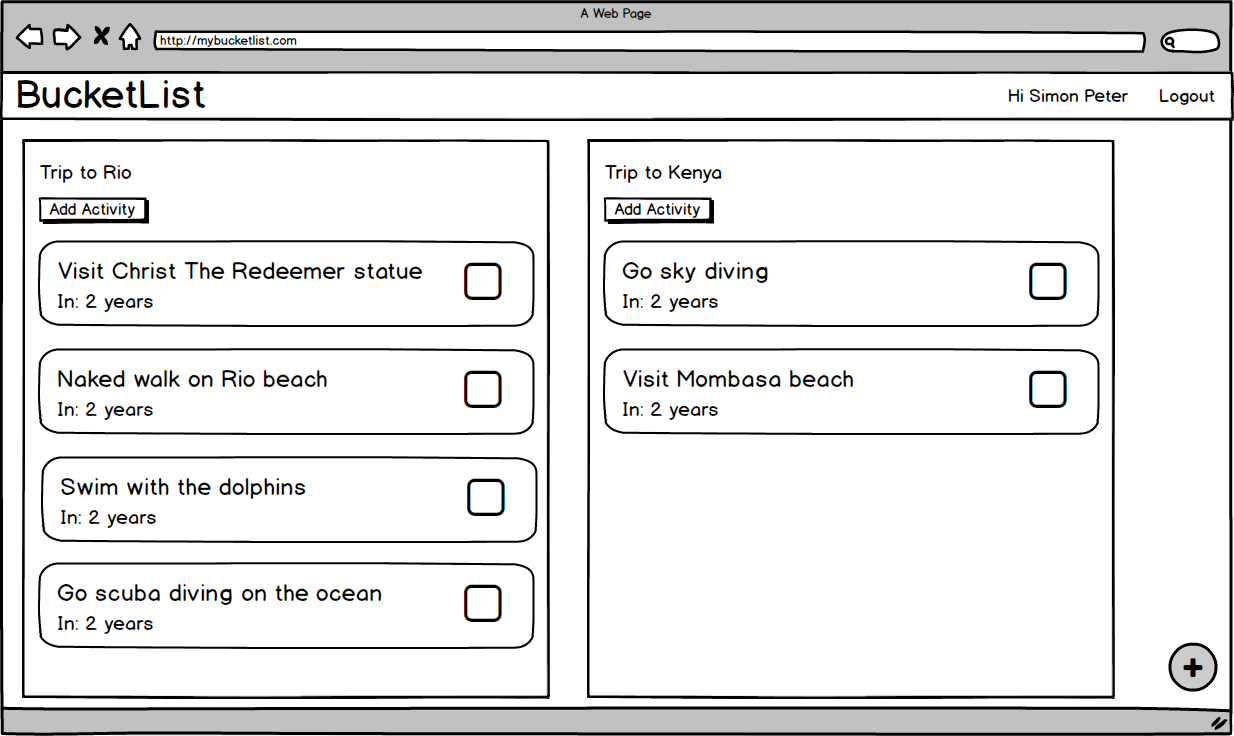 A Web Page
http://mybucketlist.com
BucketList
Hi Simon Peter
Logout
Trip to Rio
Add Activity
Visit Christ The Redeemer statue
In: 2 years
Naked walk on Rio beach
In: 2 years
Swim with the dolphins
In: 2 years
Go scuba diving on the ocean
In: 2 years
Trip to Kenya
Add Activity
Go sky diving
In: 2 years
Visit Mombasa beach
In: 2 years